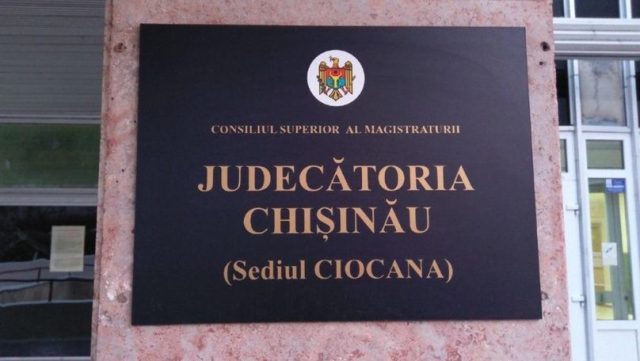 CONSILIUL SUPERIOR AL MAGISTRATURII
JUDECĂTORIA
CHIȘINĂU
(Sediul CIOCANA)